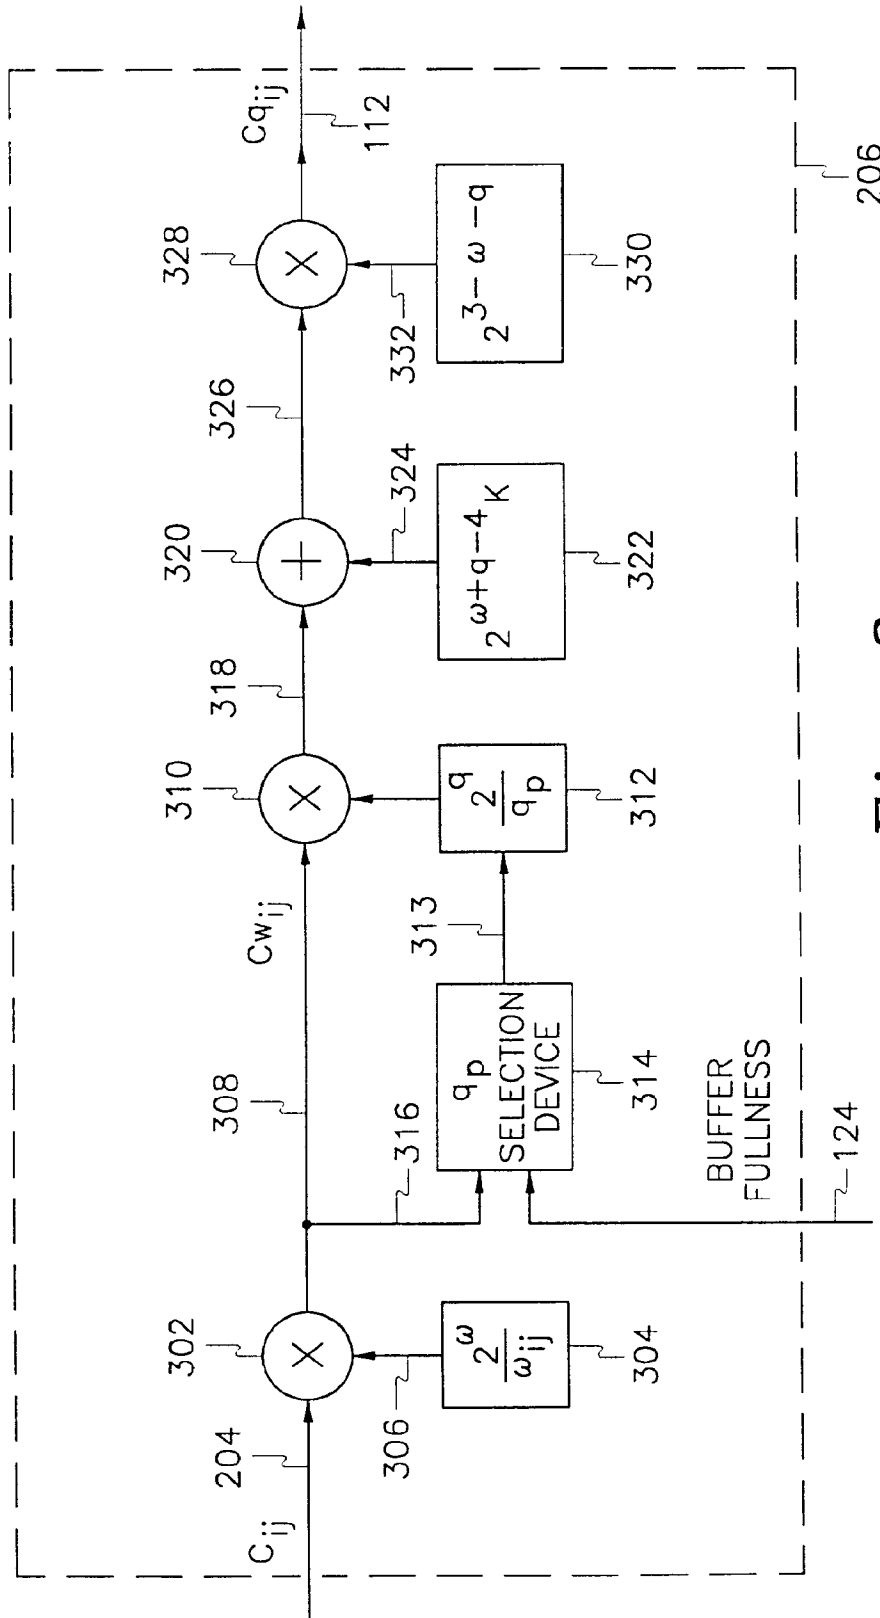 C_ij
204
302
306
2^ω / ω_ij
304
308
Cw_ij
316
q_p
SELECTION
DEVICE
314
BUFFER
FULLNESS
124
313
310
2^q / q_p
312
318
320
324
2^(ω+q-4) K
322
326
328
332
2^(3-ω-q)
330
Cq_ij
112
206